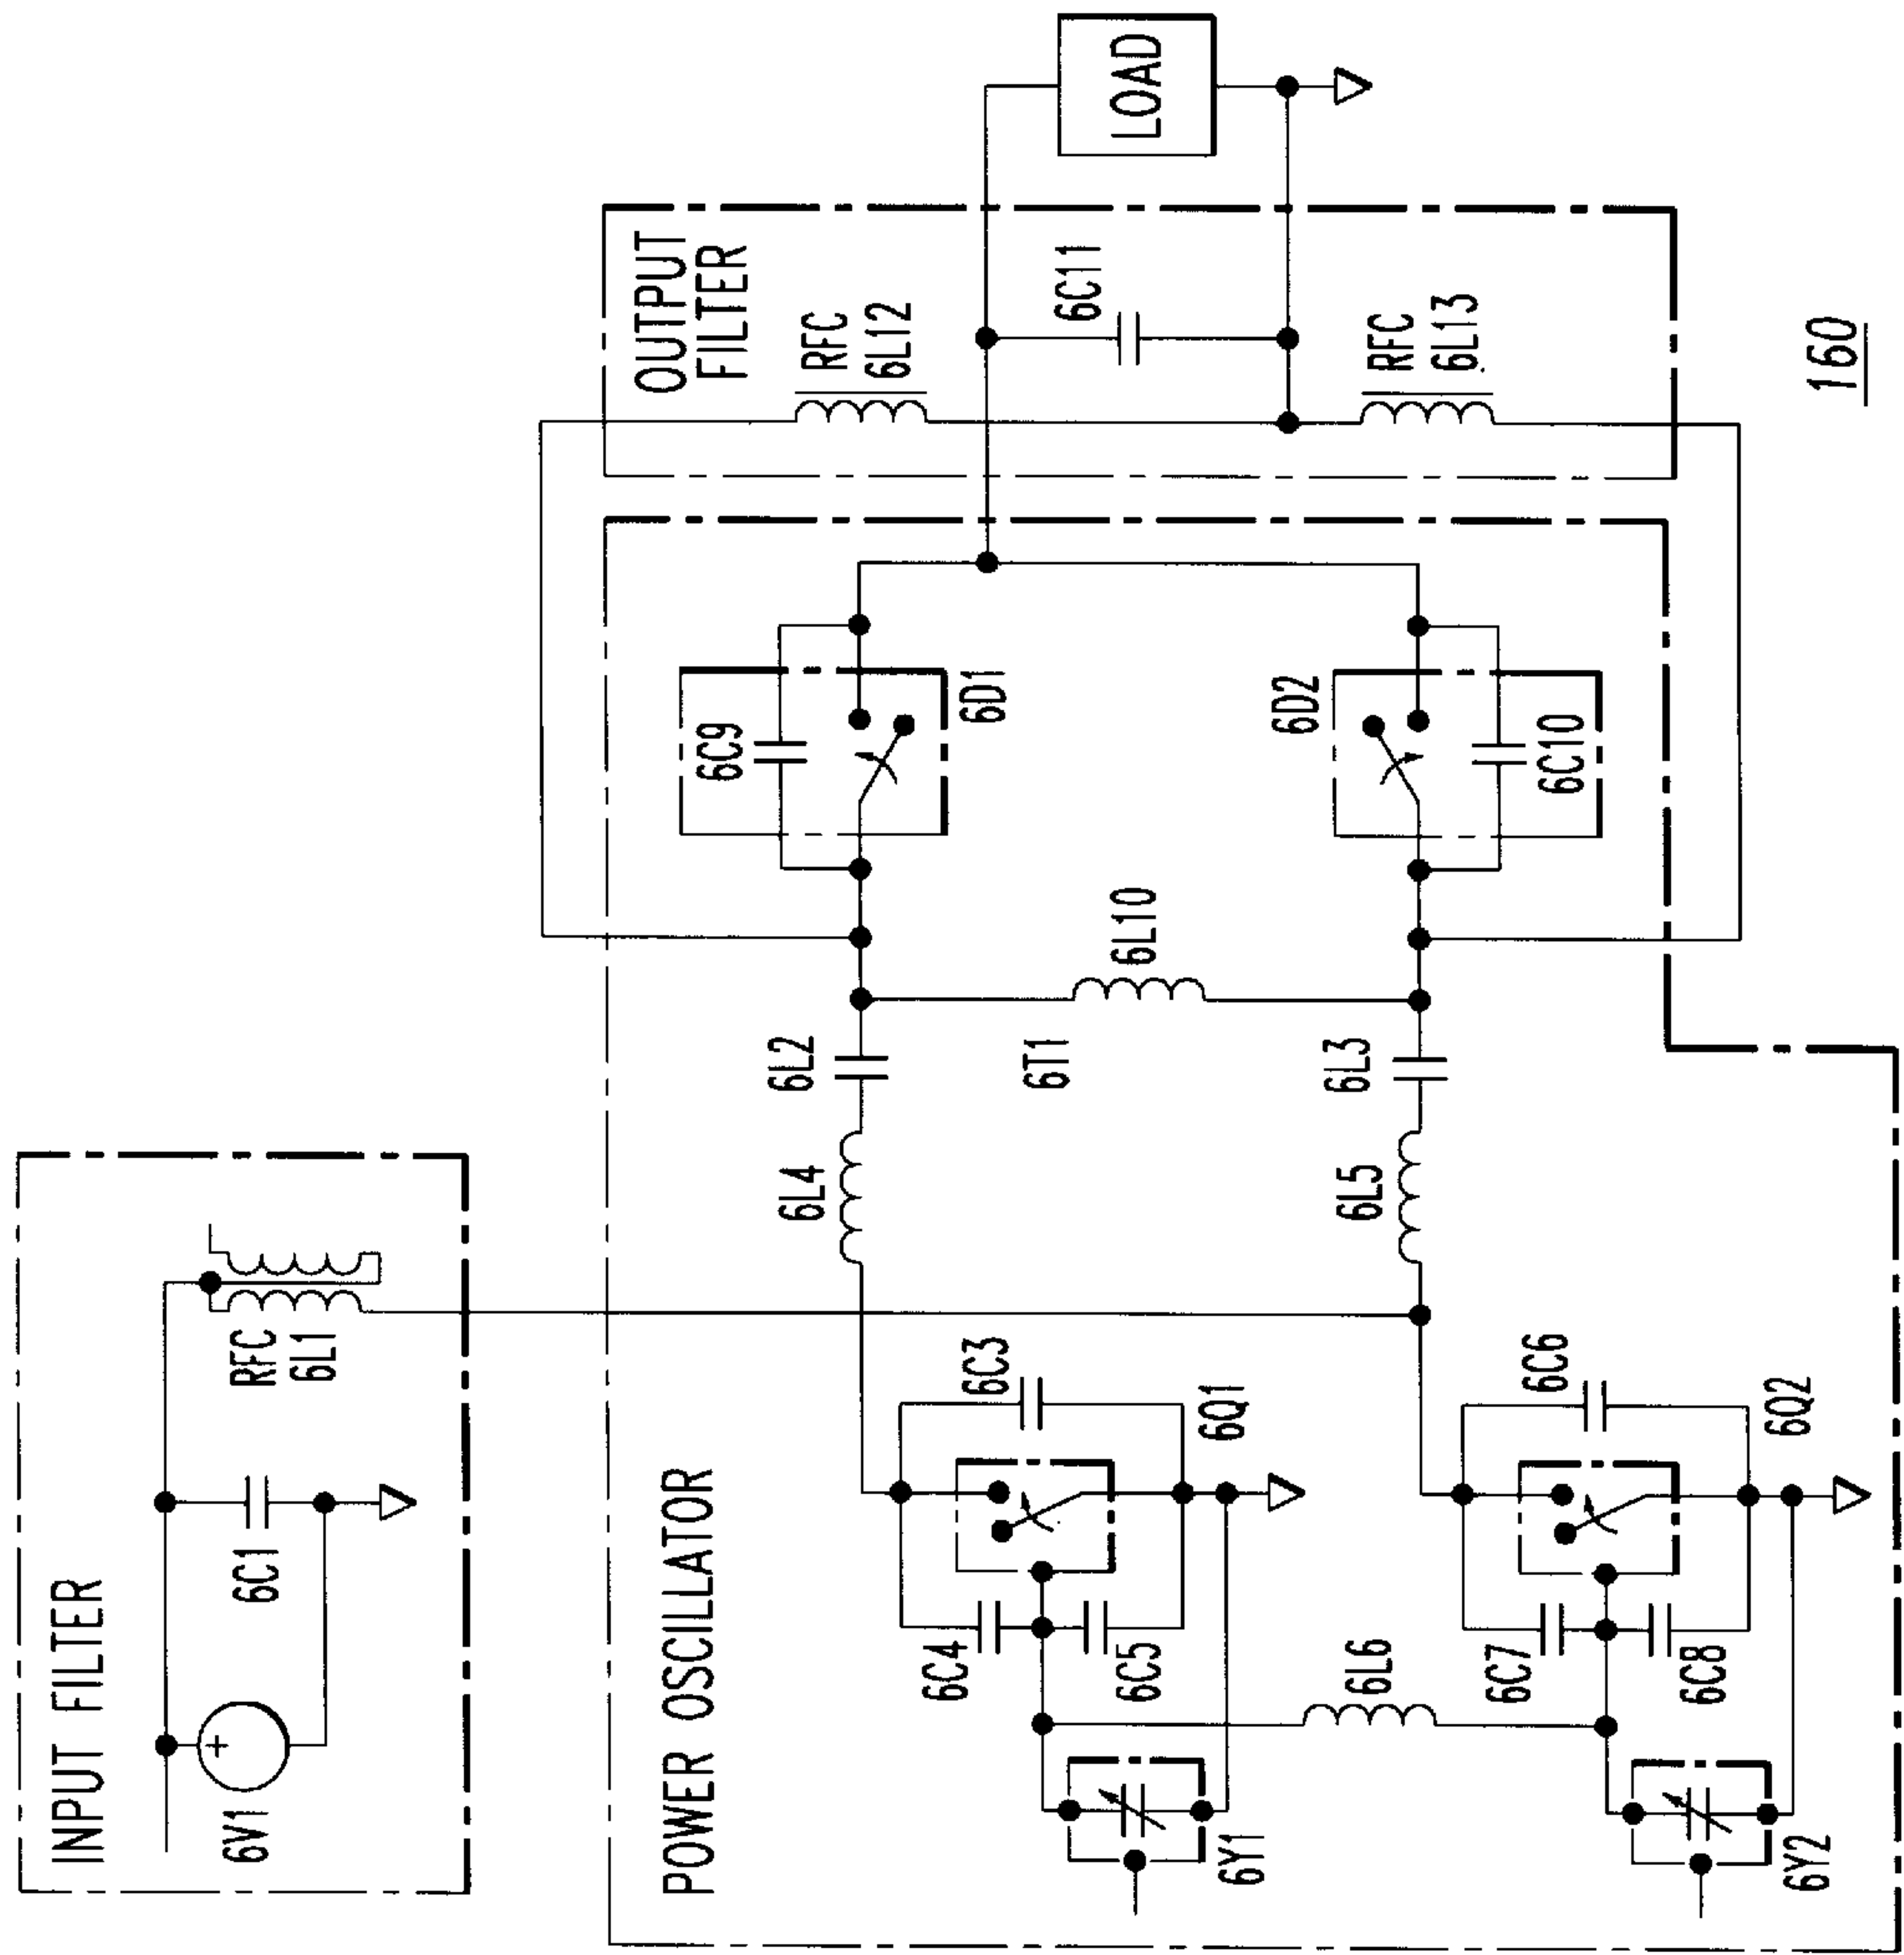 INPUT FILTER
6V1
6C1
RFC
6L1
POWER OSCILLATOR
6Y1
6C4
6C5
6C3
6Q1
6L6
6Y2
6C7
6C8
6C6
6Q2
6L4
6L2
6T1
6L10
6L5
6L3
6C9
6D1
6D2
6C10
OUTPUT
FILTER
RFC
6L12
6C11
RFC
6L13
LOAD
160